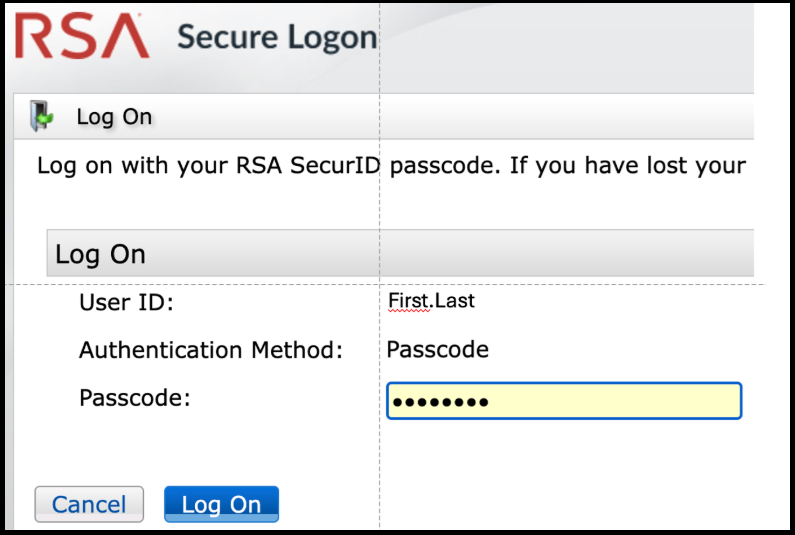 RSA Secure Logon
Log On
Log on with your RSA SecurID passcode. If you have lost your
Log On
User ID: First.Last
Authentication Method: Passcode
Passcode: ••••••••
Cancel Log On